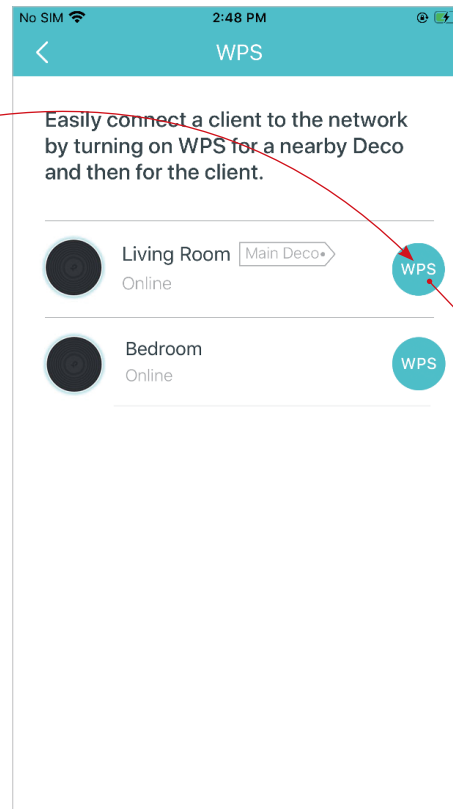 No SIM 2:48 PM
WPS
Easily connect a client to the network
by turning on WPS for a nearby Deco
and then for the client.
Living Room Main Deco
WPS
Online
Bedroom
WPS
Online